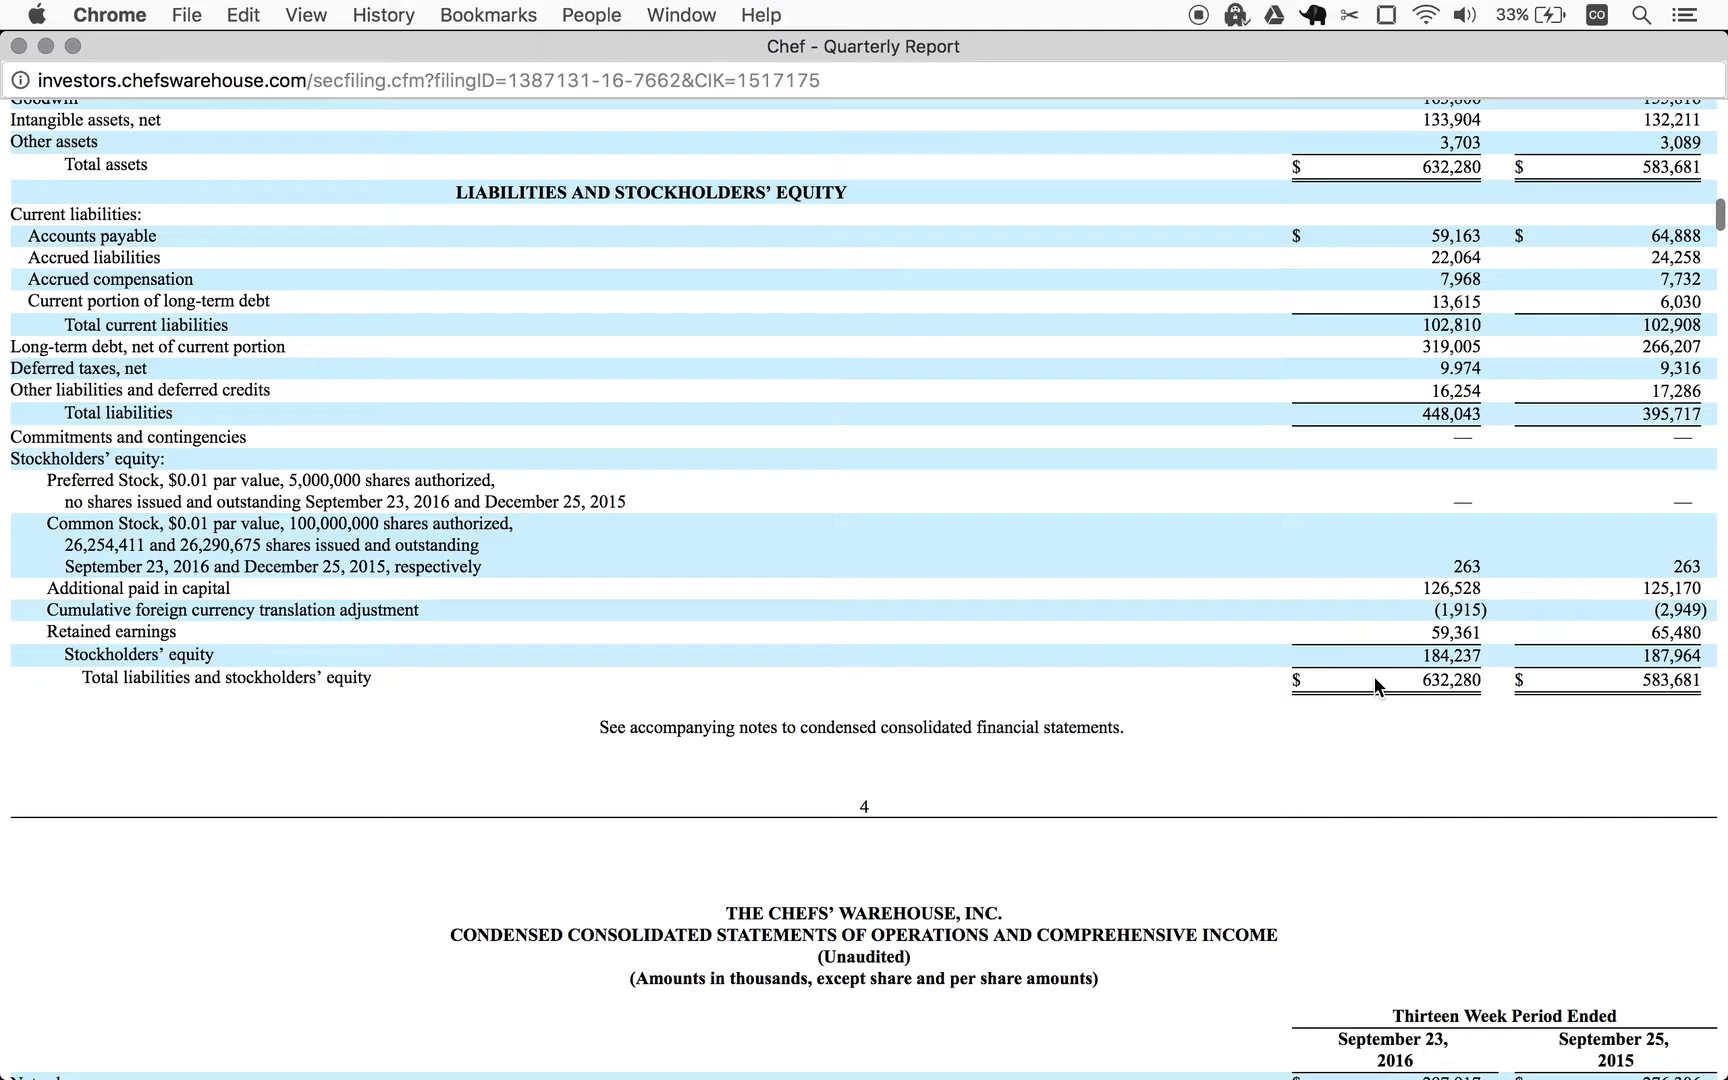 Chrome File Edit View History Bookmarks People Window Help 33% CO
Chef - Quarterly Report
investors.chefswarehouse.com/secfiling.cfm?filingID=1387131-16-7662&CIK=1517175
Goodwill
Intangible assets, net 133,904 132,211
Other assets 3,703 3,089
Total assets $ 632,280 $ 583,681
LIABILITIES AND STOCKHOLDERS’ EQUITY
Current liabilities:
Accounts payable $ 59,163 $ 64,888
Accrued liabilities 22,064 24,258
Accrued compensation 7,968 7,732
Current portion of long-term debt 13,615 6,030
Total current liabilities 102,810 102,908
Long-term debt, net of current portion 319,005 266,207
Deferred taxes, net 9.974 9,316
Other liabilities and deferred credits 16,254 17,286
Total liabilities 448,043 395,717
Commitments and contingencies — —
Stockholders’ equity:
Preferred Stock, $0.01 par value, 5,000,000 shares authorized,
no shares issued and outstanding September 23, 2016 and December 25, 2015 — —
Common Stock, $0.01 par value, 100,000,000 shares authorized,
26,254,411 and 26,290,675 shares issued and outstanding
September 23, 2016 and December 25, 2015, respectively 263 263
Additional paid in capital 126,528 125,170
Cumulative foreign currency translation adjustment (1,915) (2,949)
Retained earnings 59,361 65,480
Stockholders’ equity 184,237 187,964
Total liabilities and stockholders’ equity $ 632,280 $ 583,681
See accompanying notes to condensed consolidated financial statements.
4
THE CHEFS’ WAREHOUSE, INC.
CONDENSED CONSOLIDATED STATEMENTS OF OPERATIONS AND COMPREHENSIVE INCOME
(Unaudited)
(Amounts in thousands, except share and per share amounts)
Thirteen Week Period Ended
September 23, September 25,
2016 2015